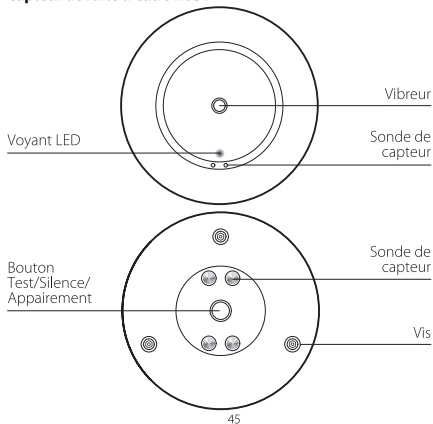 Vibreur
Voyant LED
Sonde de
capteur
Sonde de
capteur
Bouton
Test/Silence/
Appairement
Vis
45